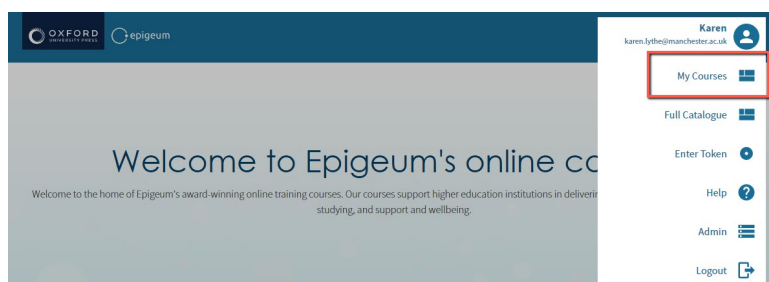 OXFORD
UNIVERSITY PRESS
epigeum
Karen
karen.lythe@manchester.ac.uk
My Courses
Full Catalogue
Enter Token
Help
Admin
Logout
Welcome to Epigeum's online co
Welcome to the home of Epigeum's award-winning online training courses. Our courses support higher education institutions in deliverin
studying, and support and wellbeing.